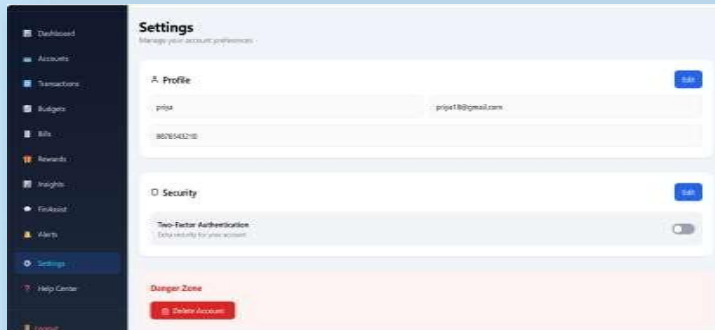 Dashboard
Accounts
Transactions
Budgets
Bills
Rewards
Insights
FinAssist
Alerts
Settings
Help Center
Logout
Settings
Manage your account preferences
Profile
Edit
priya
priya18@gmail.com
9876543210
Security
Edit
Two-Factor Authentication
Extra security for your account
Danger Zone
Delete Account